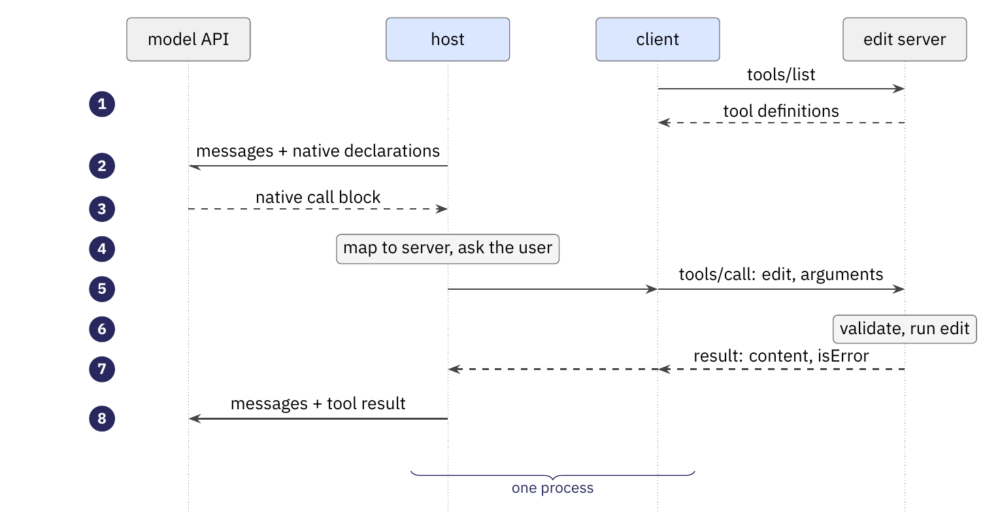 model API
host
client
edit server
tools/list
1
tool definitions
messages + native declarations
2
native call block
3
4
map to server, ask the user
tools/call: edit, arguments
5
6
validate, run edit
result: content, isError
7
messages + tool result
8
one process